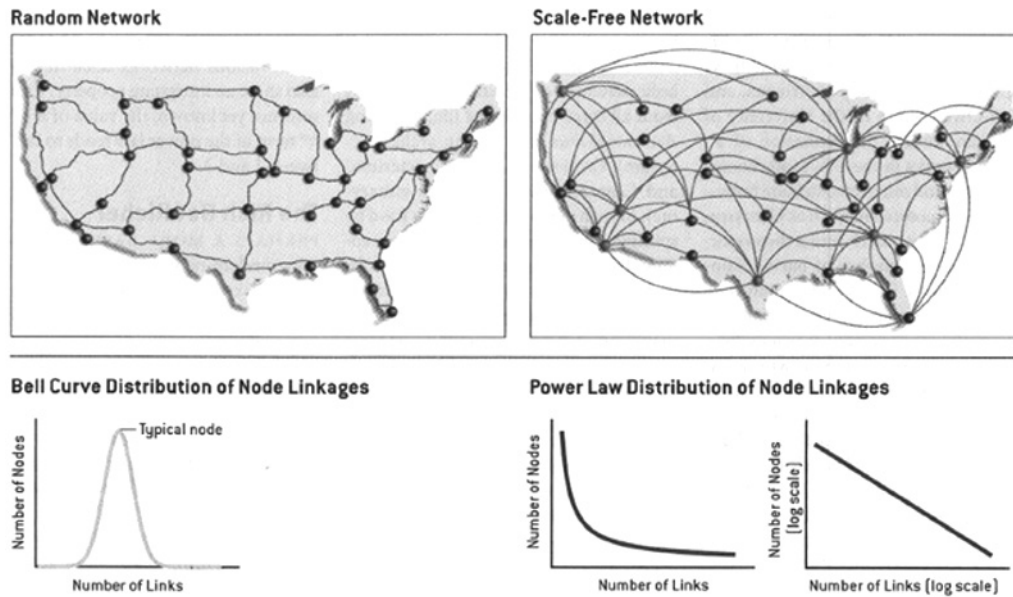 Random Network
Scale-Free Network
Bell Curve Distribution of Node Linkages
Power Law Distribution of Node Linkages
Number of Nodes
Typical node
Number of Links
Number of Nodes
Number of Links
Number of Nodes
(log scale)
Number of Links (log scale)